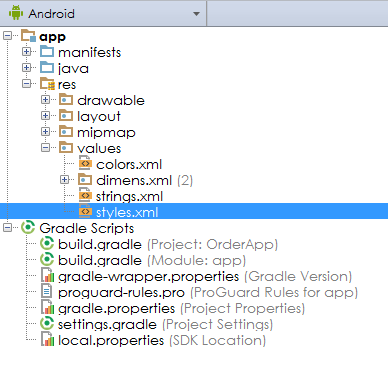 Android
app
manifests
java
res
drawable
layout
mipmap
values
colors.xml
dimens.xml (2)
strings.xml
styles.xml
Gradle Scripts
build.gradle (Project: OrderApp)
build.gradle (Module: app)
gradle-wrapper.properties (Gradle Version)
proguard-rules.pro (ProGuard Rules for app)
gradle.properties (Project Properties)
settings.gradle (Project Settings)
local.properties (SDK Location)